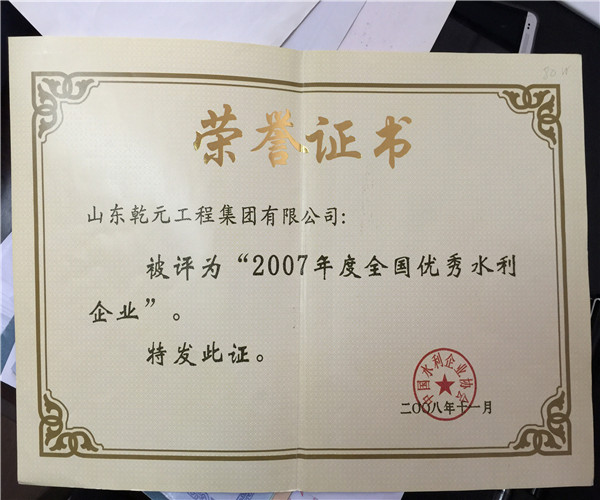 荣誉证书
山东乾元工程集团有限公司:
被评为“2007年度全国优秀水利
企业”。
特发此证。
中国水利企业协会
二〇〇八年十一月